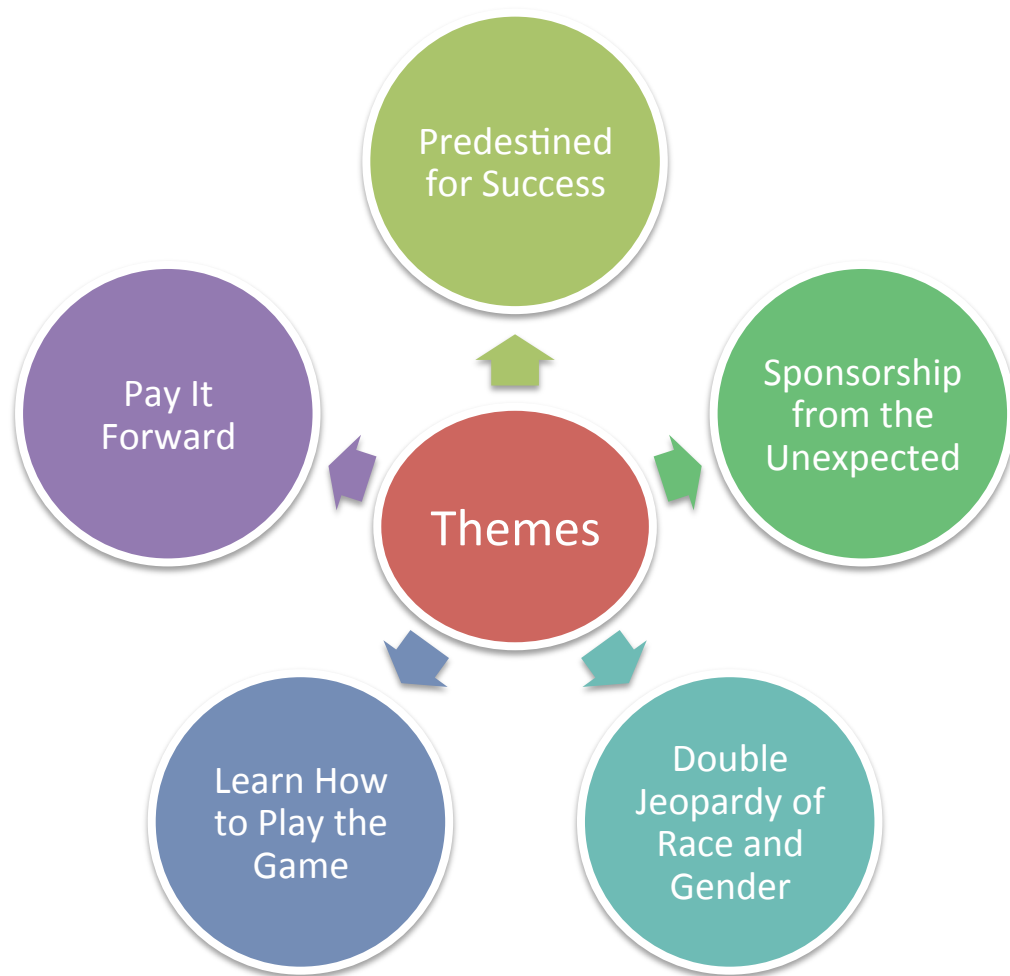 Predestined
for Success
Sponsorship
from the
Unexpected
Double
Jeopardy of
Race and
Gender
Learn How
to Play the
Game
Pay It
Forward
Themes